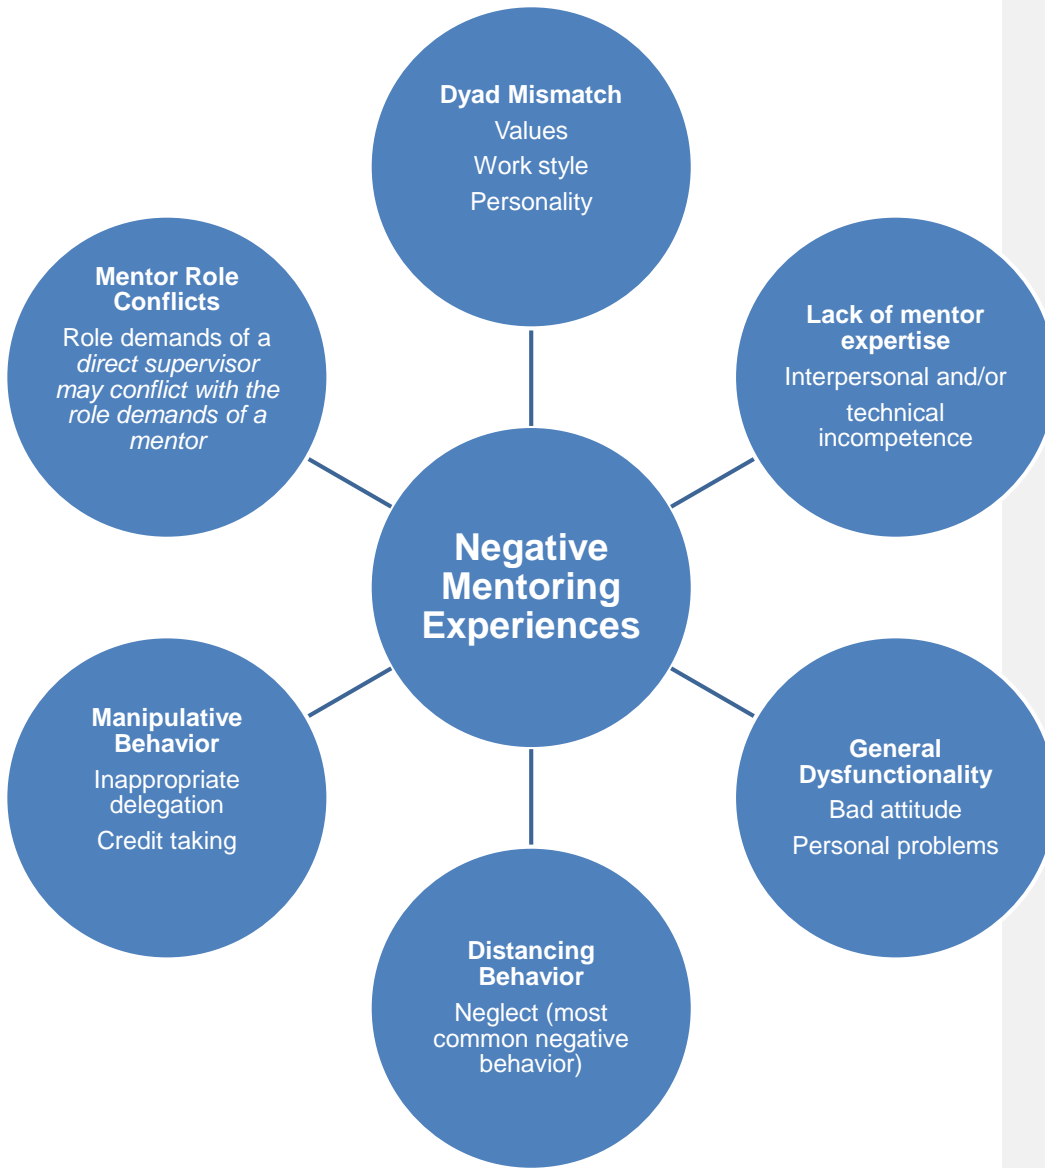 Dyad Mismatch
Values
Work style
Personality
Lack of mentor
expertise
Interpersonal and/or
technical
incompetence
General
Dysfunctionality
Bad attitude
Personal problems
Distancing
Behavior
Neglect (most
common negative
behavior)
Manipulative
Behavior
Inappropriate
delegation
Credit taking
Mentor Role
Conflicts
Role demands of a
direct supervisor
may conflict with the
role demands of a
mentor
Negative
Mentoring
Experiences